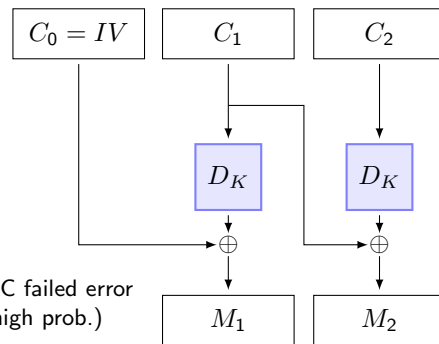 C₀ = IV C₁ C₂
D_K D_K
⊕ ⊕
C failed error
M₁ M₂
igh prob.)